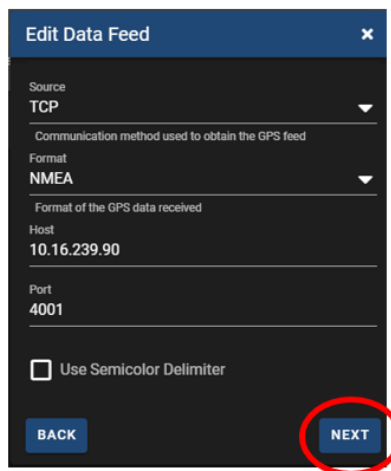 Edit Data Feed ×
Source
TCP
Communication method used to obtain the GPS feed
Format
NMEA
Format of the GPS data received
Host
10.16.239.90
Port
4001
Use Semicolor Delimiter
BACK NEXT